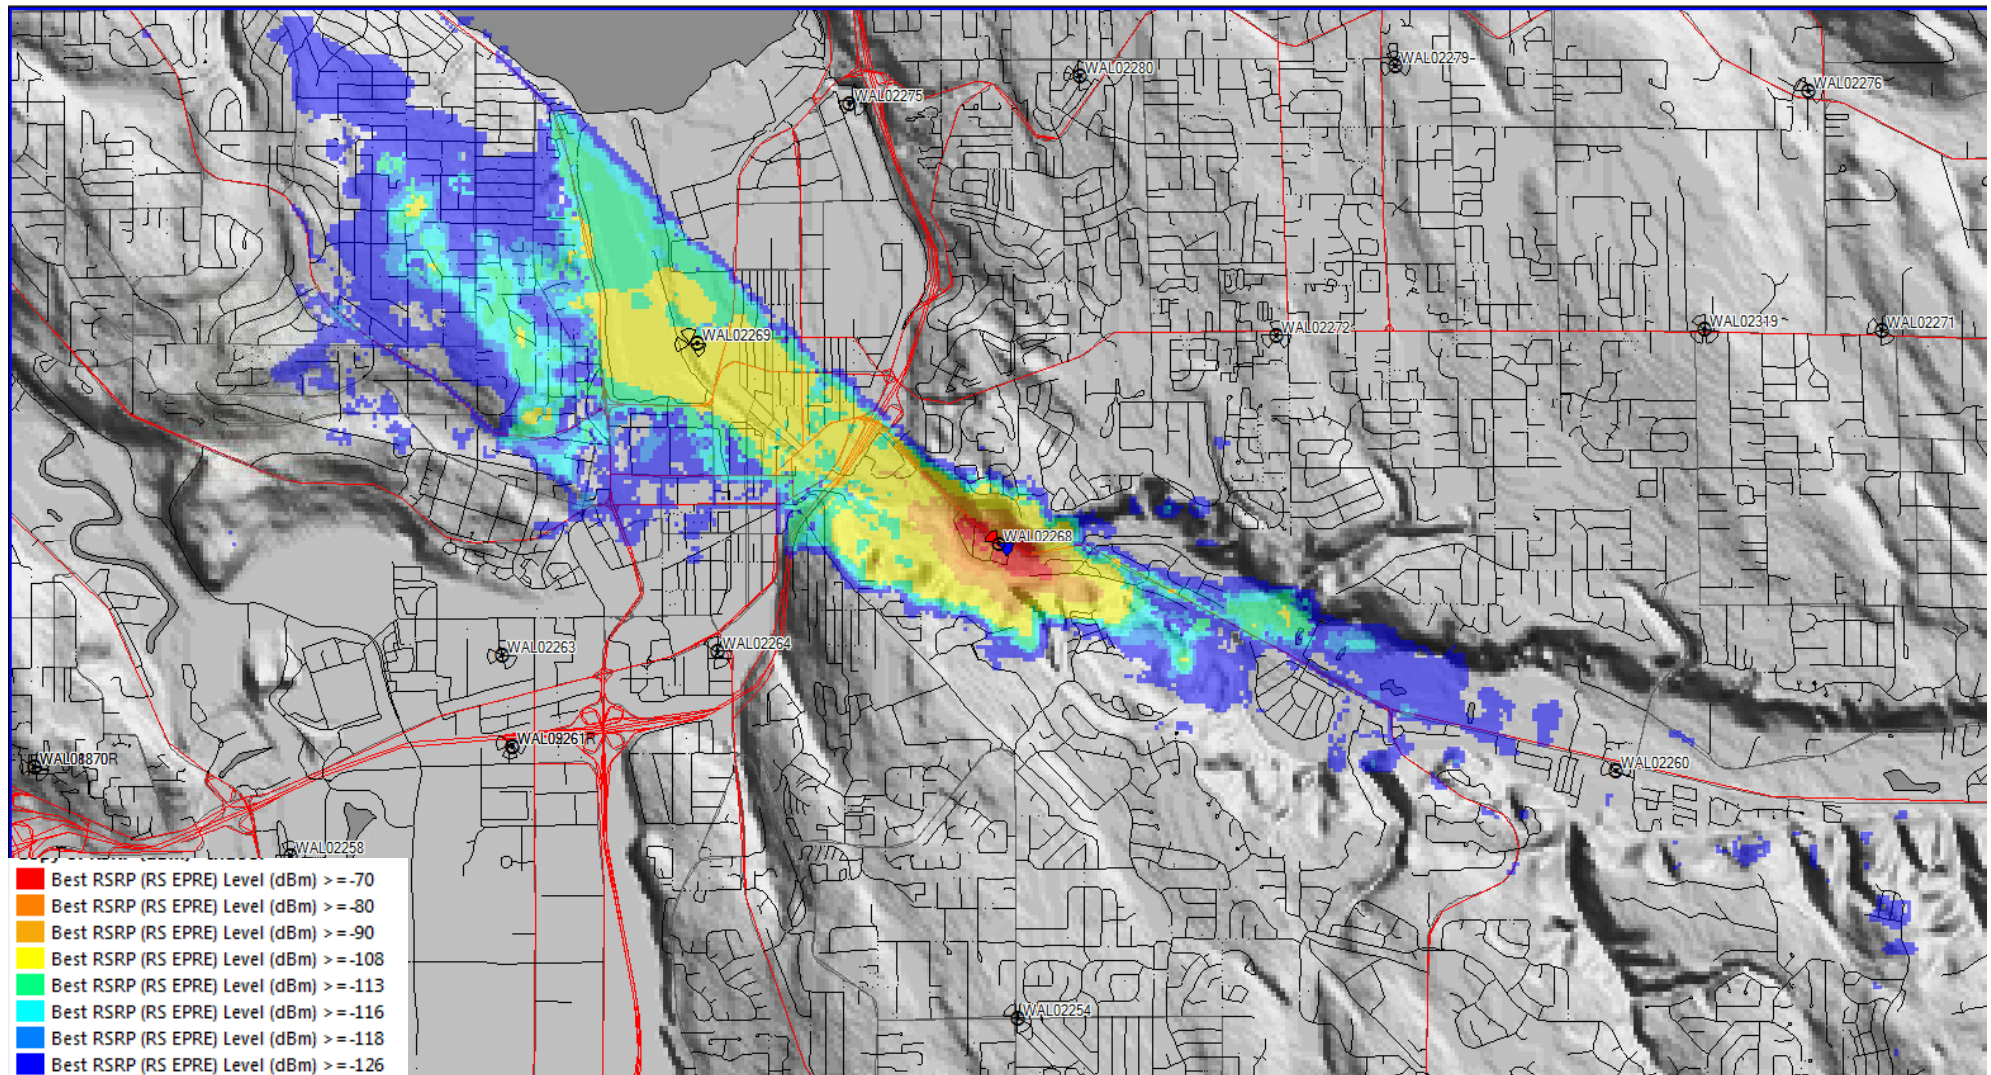 WAL02280
WAL02279
WAL02276
WAL02275
WAL02269
WAL02272
WAL02319
WAL02271
WAL02268
WAL02263
WAL02264
WAL02260
WAL02258
WAL02254
Best RSRP (RS EPRE) Level (dBm) >=-70
Best RSRP (RS EPRE) Level (dBm) >=-80
Best RSRP (RS EPRE) Level (dBm) >=-90
Best RSRP (RS EPRE) Level (dBm) >=-108
Best RSRP (RS EPRE) Level (dBm) >=-113
Best RSRP (RS EPRE) Level (dBm) >=-116
Best RSRP (RS EPRE) Level (dBm) >=-118
Best RSRP (RS EPRE) Level (dBm) >=-126